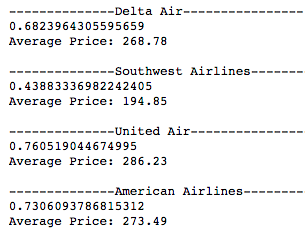 ---------------Delta Air-----------------
0.6823964305595659
Average Price: 268.78
---------------Southwest Airlines--------
0.43883336982242405
Average Price: 194.85
---------------United Air----------------
0.760519044674995
Average Price: 286.23
---------------American Airlines---------
0.7306093786815312
Average Price: 273.49